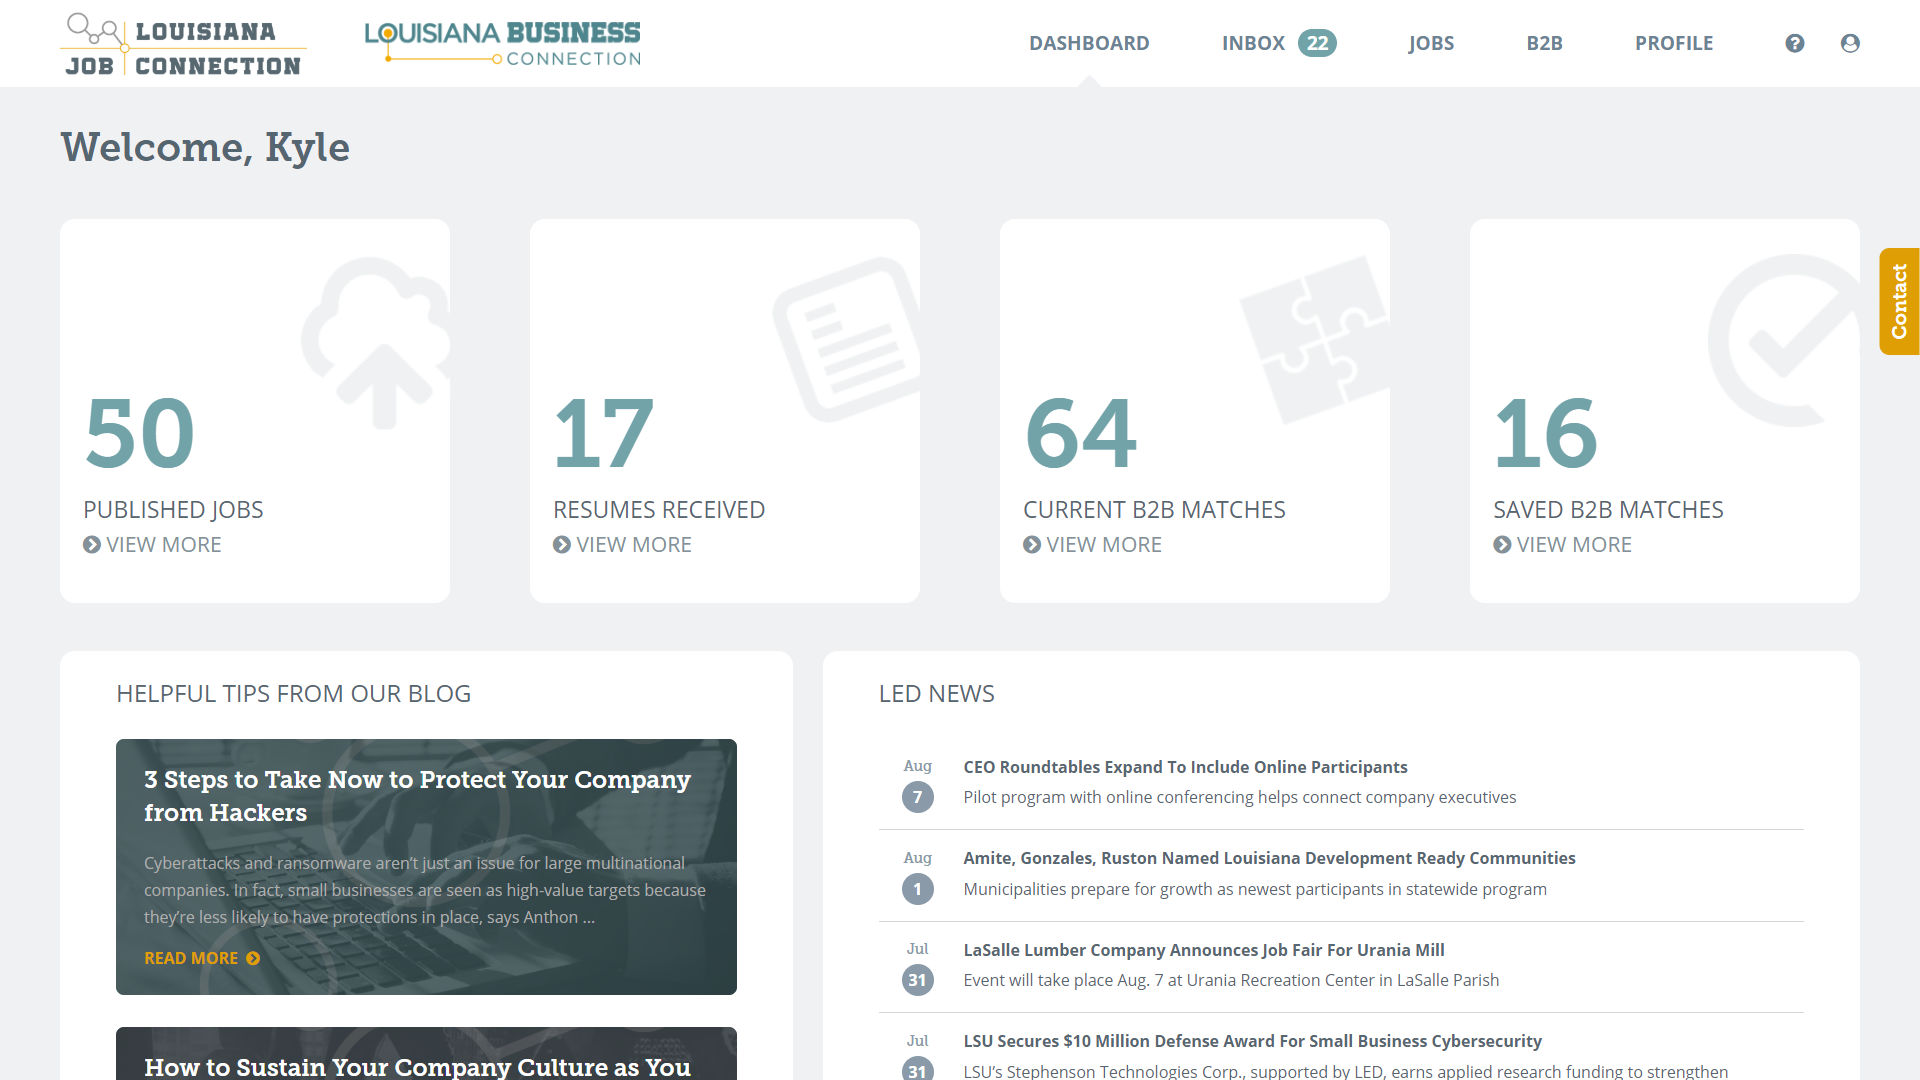 LOUISIANA
JOB CONNECTION
LOUISIANA BUSINESS
CONNECTION
DASHBOARD
INBOX 22
JOBS
B2B
PROFILE
Welcome, Kyle
Contact
50
PUBLISHED JOBS
VIEW MORE
17
RESUMES RECEIVED
VIEW MORE
64
CURRENT B2B MATCHES
VIEW MORE
16
SAVED B2B MATCHES
VIEW MORE
HELPFUL TIPS FROM OUR BLOG
3 Steps to Take Now to Protect Your Company
from Hackers
Cyberattacks and ransomware aren’t just an issue for large multinational
companies. In fact, small businesses are seen as high-value targets because
they’re less likely to have protections in place, says Anthon ...
READ MORE
How to Sustain Your Company Culture as You
LED NEWS
Aug
7
CEO Roundtables Expand To Include Online Participants
Pilot program with online conferencing helps connect company executives
Aug
1
Amite, Gonzales, Ruston Named Louisiana Development Ready Communities
Municipalities prepare for growth as newest participants in statewide program
Jul
31
LaSalle Lumber Company Announces Job Fair For Urania Mill
Event will take place Aug. 7 at Urania Recreation Center in LaSalle Parish
Jul
31
LSU Secures $10 Million Defense Award For Small Business Cybersecurity
LSU’s Stephenson Technologies Corp., supported by LED, earns applied research funding to strengthen